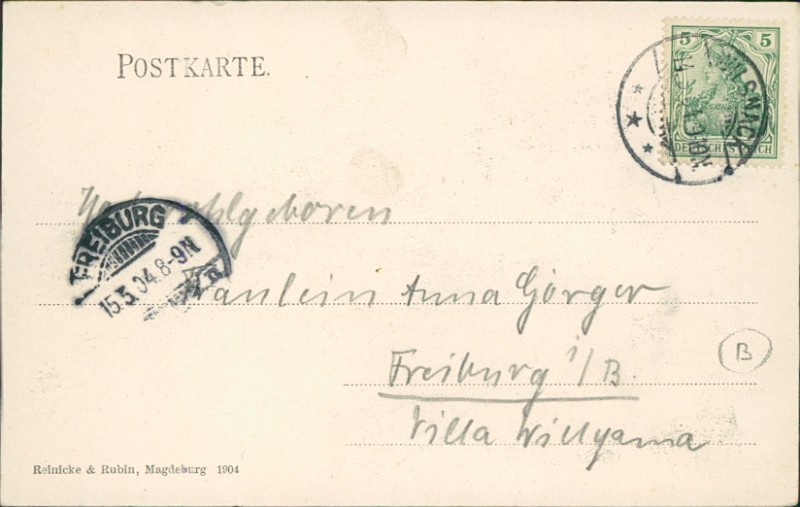 POSTKARTE.
5 5
WILSNACK
DEUTSCHES REICH
Hochwohlgeboren
FREIBURG
15.3.04.8-9N
Fräulein Anna Görger
B
Freiburg i/B.
Villa Willyama
Reinicke & Rubin, Magdeburg 1904